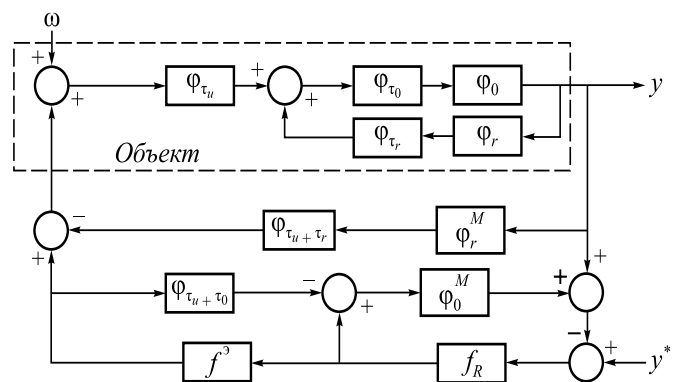 ω
+
+ φ_{τ_u} + + φ_{τ_0} φ_0 y
φ_{τ_r} φ_r
Объект
− φ_{τ_u + τ_r} φ_r^M
+ +
φ_{τ_u + τ_0} − + φ_0^M +
−
f^э f_R + y*